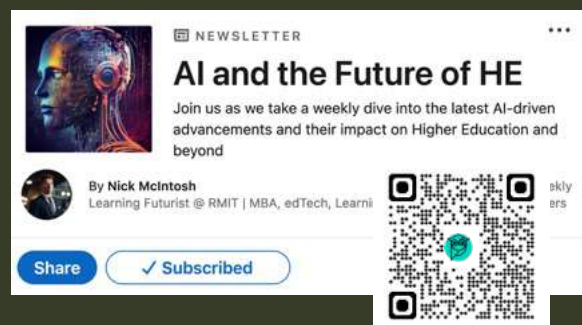 NEWSLETTER
AI and the Future of HE
Join us as we take a weekly dive into the latest AI-driven
advancements and their impact on Higher Education and
beyond
By Nick McIntosh
Learning Futurist @ RMIT | MBA, edTech,
Share
Subscribed